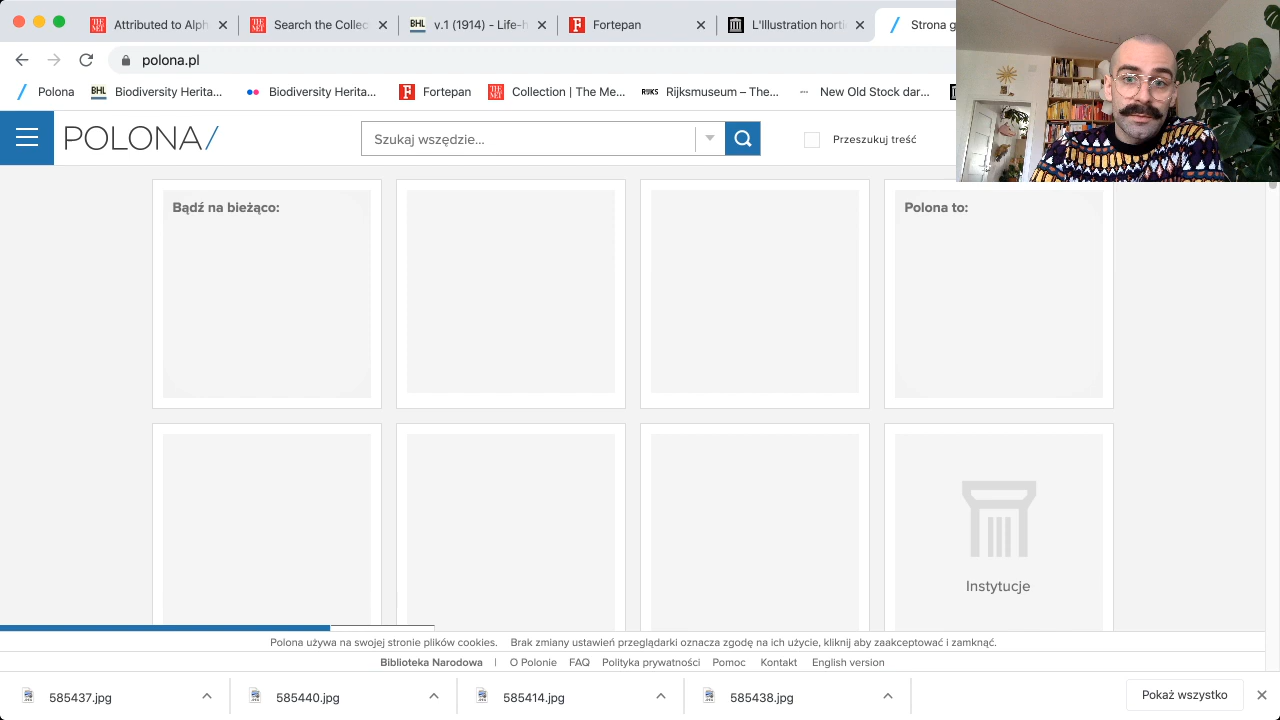 Attributed to Alph
Search the Collec
v.1 (1914) - Life-h
Fortepan
L'Illustration horti
Strona g
polona.pl
Polona
Biodiversity Herita...
Biodiversity Herita...
Fortepan
Collection | The Me...
RIJKS Rijksmuseum – The...
New Old Stock dar...
POLONA/
Szukaj wszędzie...
Przeszukuj treść
Bądź na bieżąco:
Polona to:
Instytucje
Polona używa na swojej stronie plików cookies. Brak zmiany ustawień przeglądarki oznacza zgodę na ich użycie, kliknij aby zaakceptować i zamknąć.
Biblioteka Narodowa | O Polonie FAQ Polityka prywatności Pomoc Kontakt English version
585437.jpg
585440.jpg
585414.jpg
585438.jpg
Pokaż wszystko